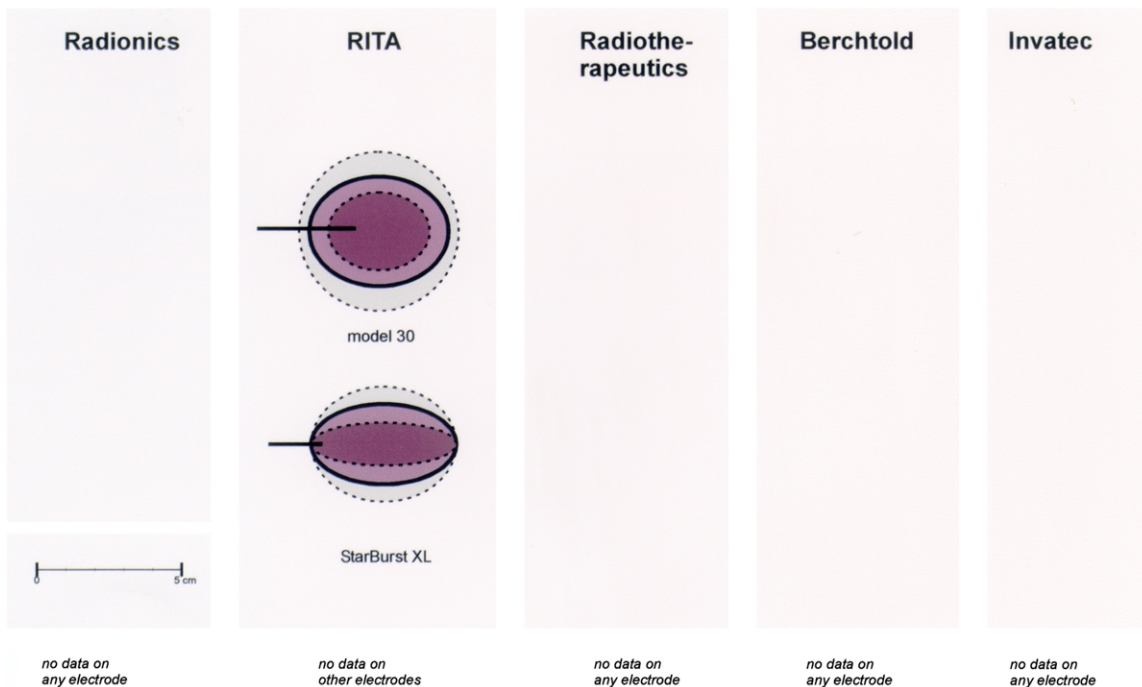 Radionics
RITA
Radiothe-
rapeutics
Berchtold
Invatec
model 30
StarBurst XL
0
5 cm
no data on
any electrode
no data on
other electrodes
no data on
any electrode
no data on
any electrode
no data on
any electrode